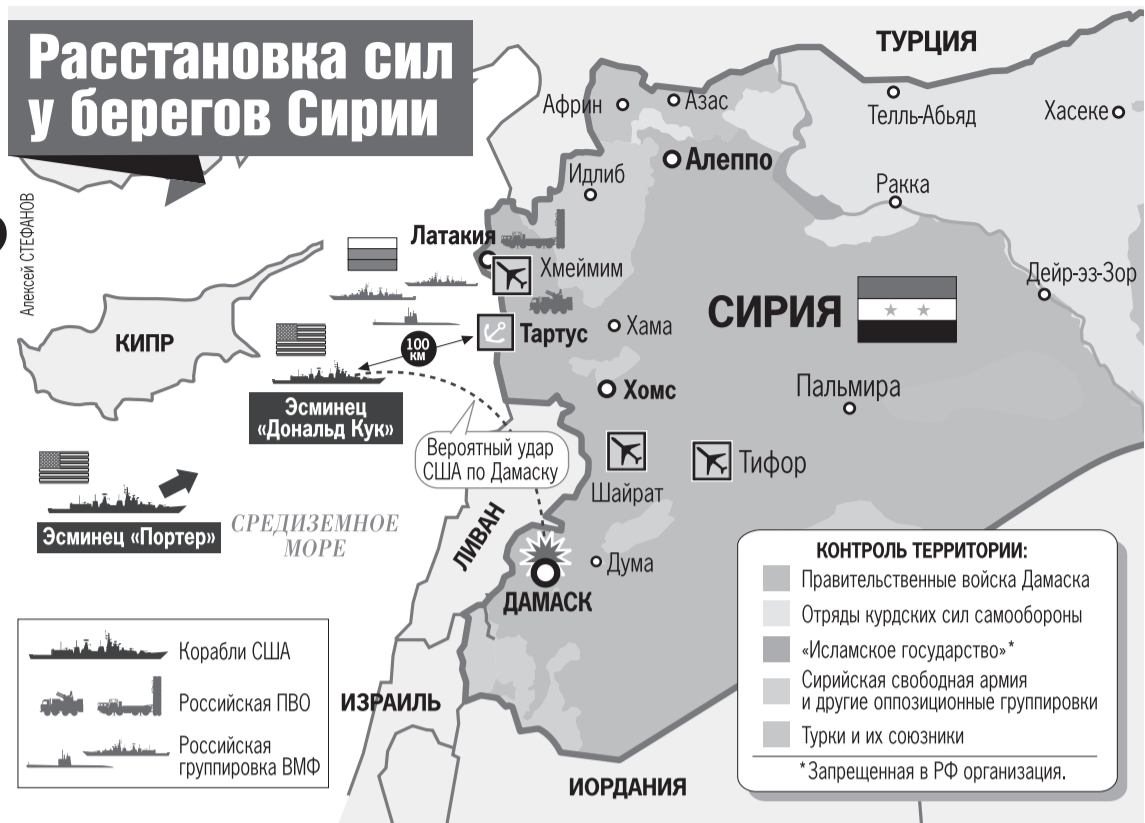 Расстановка сил
у берегов Сирии
Алексей СТЕФАНОВ
ТУРЦИЯ
Африн
Азас
Телль-Абьяд
Хасеке
Алеппо
Идлиб
Ракка
Латакия
Хмеймим
Дейр-эз-Зор
СИРИЯ
КИПР
100
КМ
Тартус
Хама
Эсминец
«Дональд Кук»
Хомс
Пальмира
Вероятный удар
США по Дамаску
Шайрат
Тифор
Эсминец «Портер»
СРЕДИЗЕМНОЕ
МОРЕ
ЛИВАН
Дума
ДАМАСК
ИЗРАИЛЬ
ИОРДАНИЯ
Корабли США
Российская ПВО
Российская
группировка ВМФ
КОНТРОЛЬ ТЕРРИТОРИИ:
Правительственные войска Дамаска
Отряды курдских сил самообороны
«Исламское государство»*
Сирийская свободная армия
и другие оппозиционные группировки
Турки и их союзники
*Запрещенная в РФ организация.